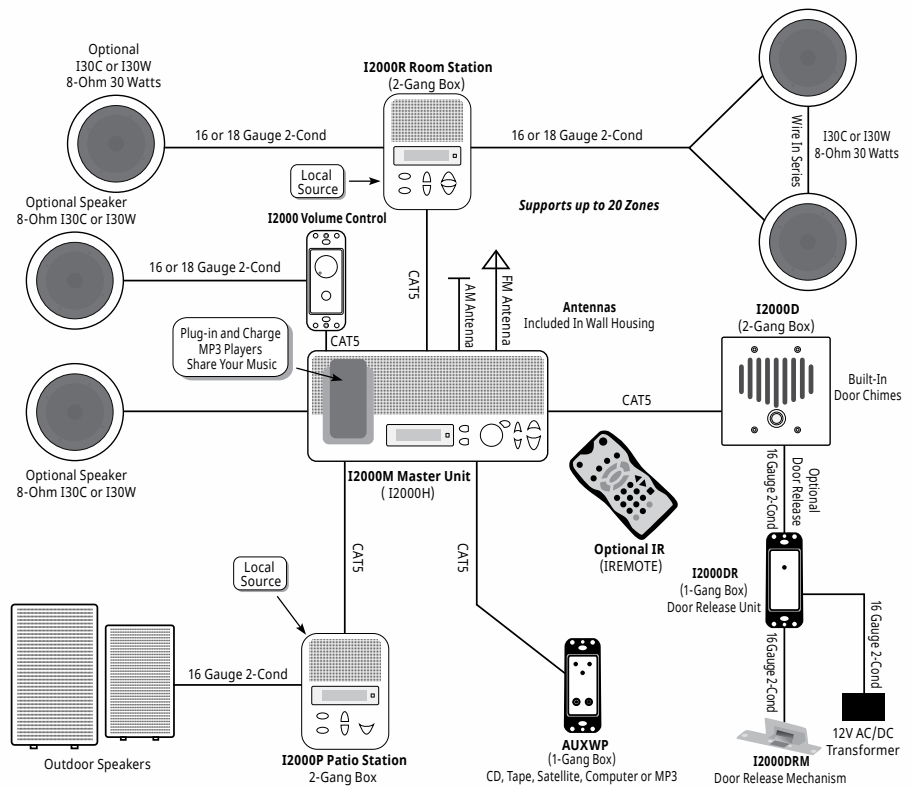 Optional
I30C or I30W
8-Ohm 30 Watts
I2000R Room Station
(2-Gang Box)
16 or 18 Gauge 2-Cond
16 or 18 Gauge 2-Cond
Wire In Series
I30C or I30W
8-Ohm 30 Watts
Local
Source
Supports up to 20 Zones
Optional Speaker
8-Ohm I30C or I30W
I2000 Volume Control
16 or 18 Gauge 2-Cond
CAT5
AM Antenna
FM Antenna
Antennas
Included In Wall Housing
I2000D
(2-Gang Box)
Plug-in and Charge
MP3 Players
Share Your Music
CAT5
Built-In
Door Chimes
CAT5
Optional Speaker
8-Ohm I30C or I30W
I2000M Master Unit
( I2000H)
Optional IR
(IREMOTE)
16 Gauge 2-Cond
Optional
Door Release
CAT5
CAT5
Local
Source
I2000DR
(1-Gang Box)
Door Release Unit
16 Gauge 2-Cond
16 Gauge 2-Cond
16 Gauge 2-Cond
Outdoor Speakers
I2000P Patio Station
2-Gang Box
AUXWP
(1-Gang Box)
CD, Tape, Satellite, Computer or MP3
I2000DRM
Door Release Mechanism
12V AC/DC
Transformer